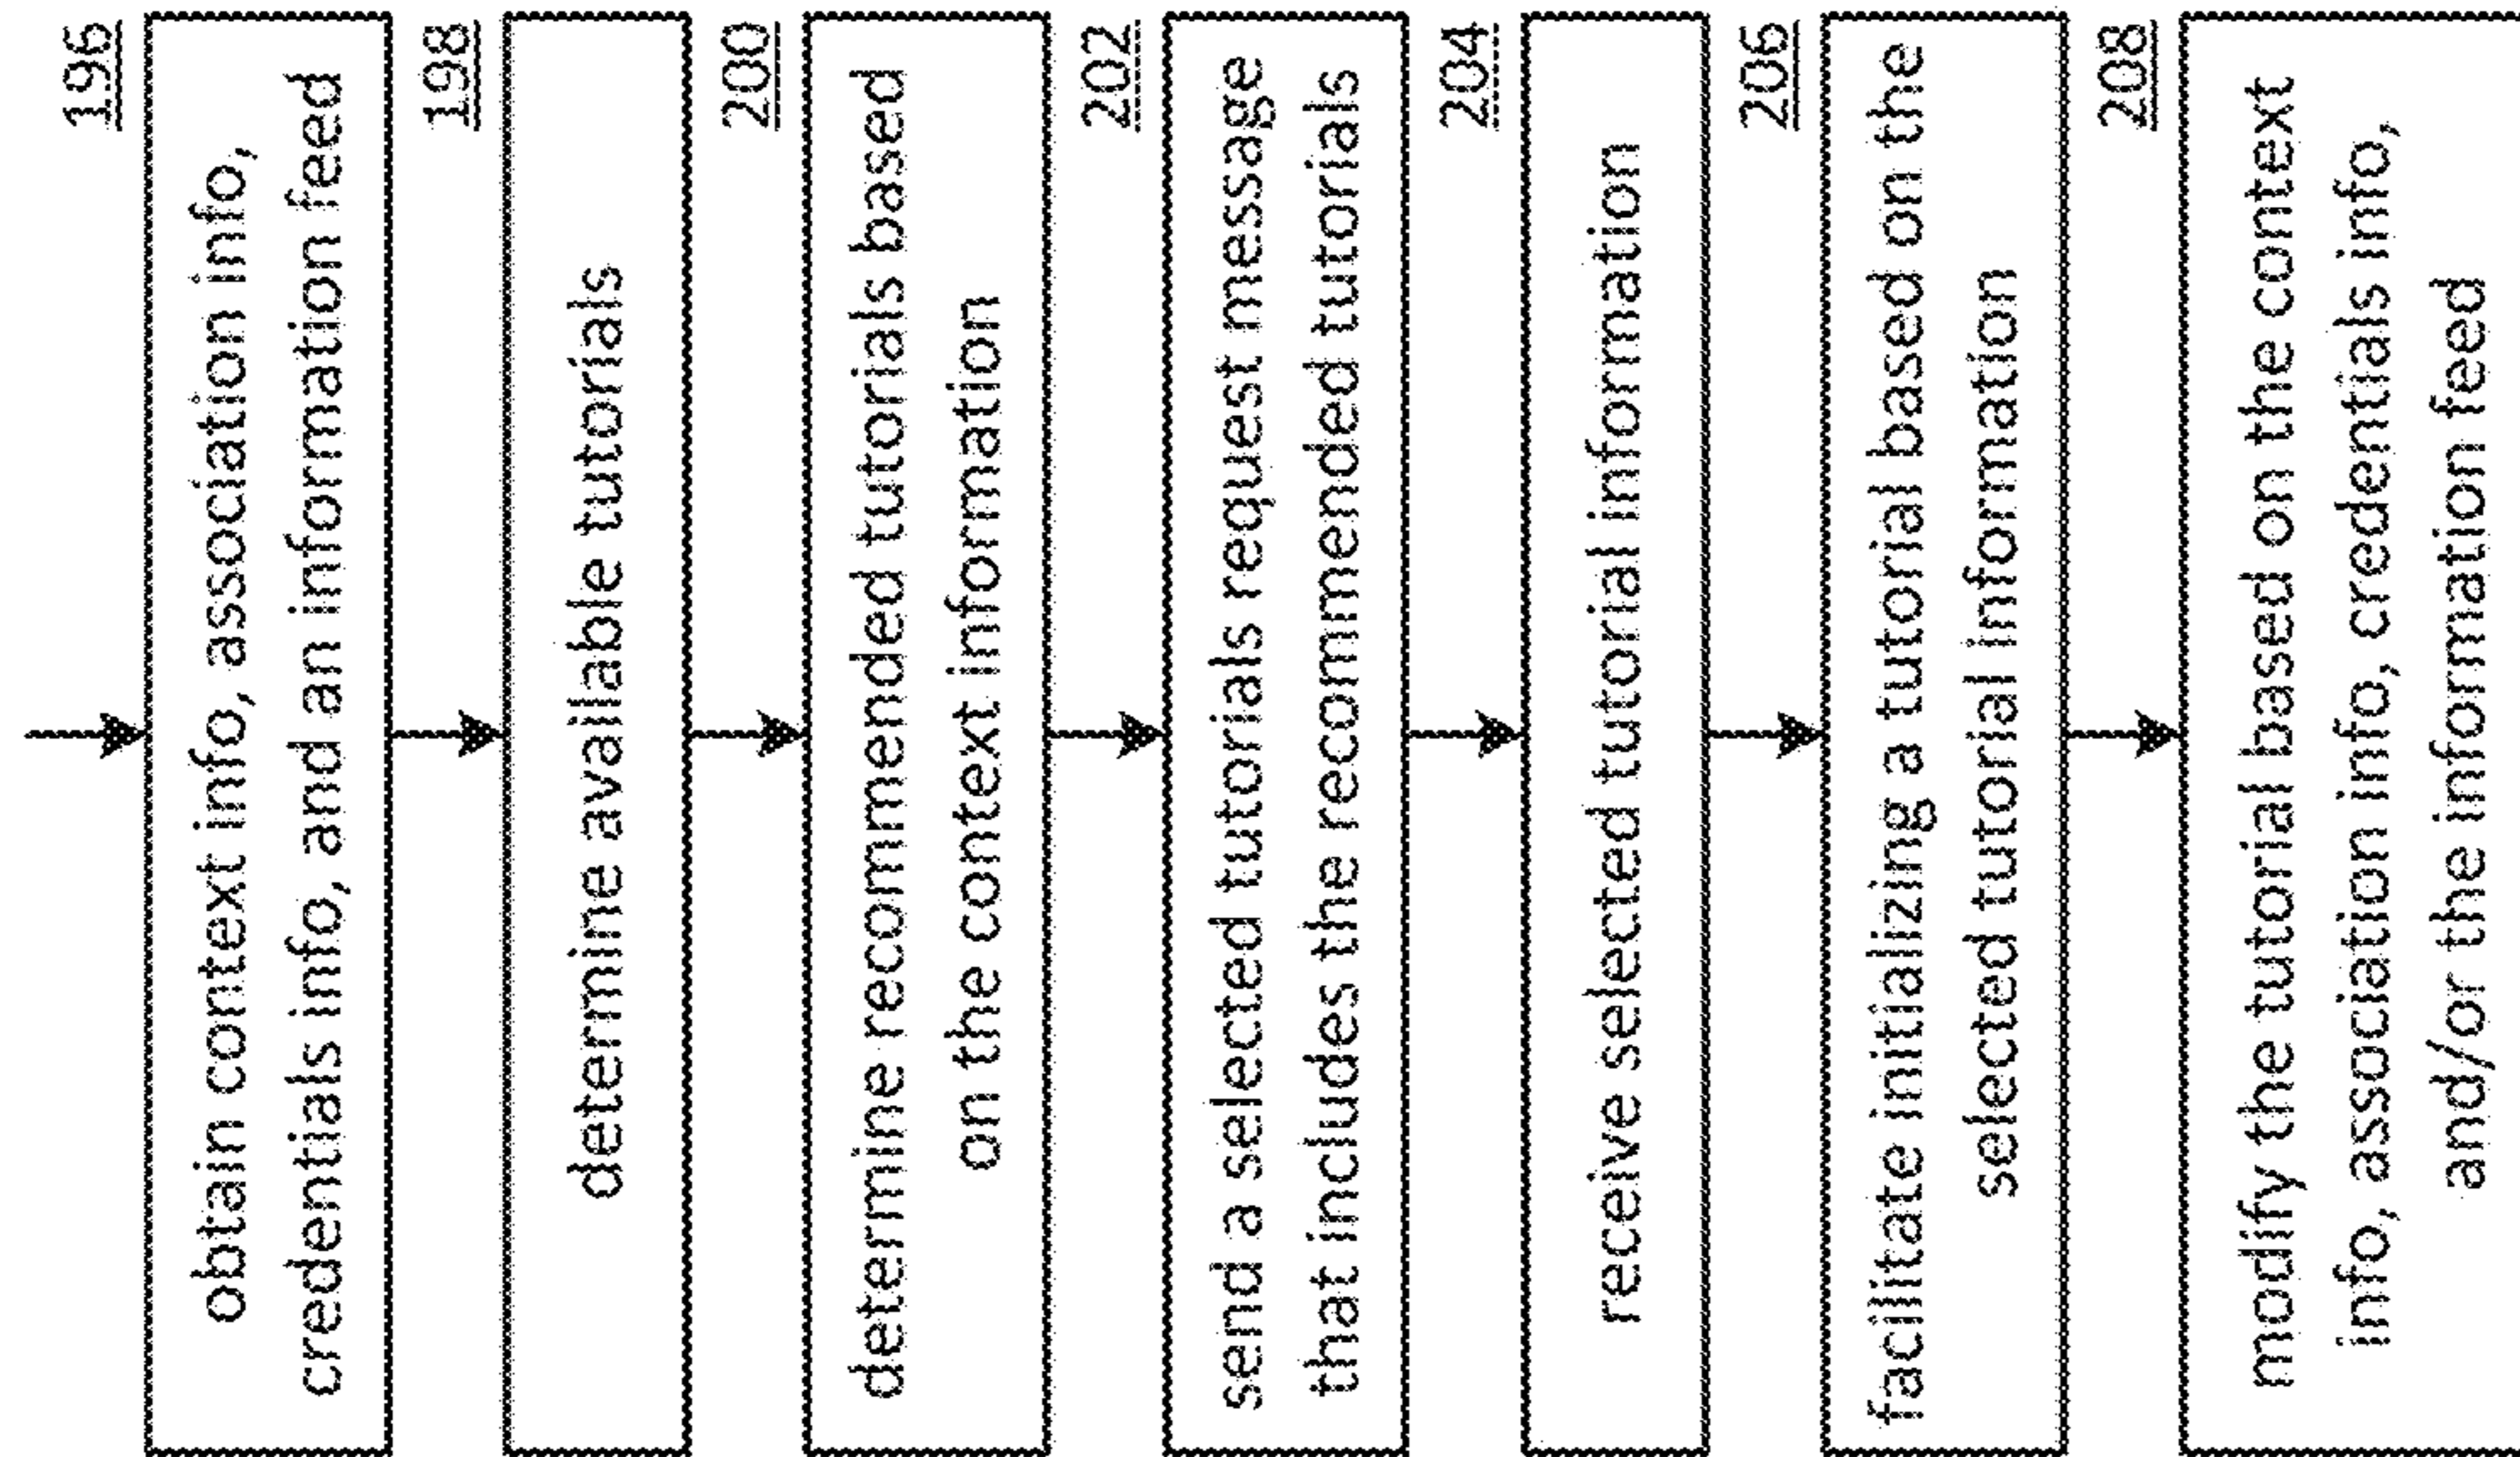 196
obtain context info, association info,
credentials info, and an information feed
198
determine available tutorials
200
determine recommended tutorials based
on the context information
202
send a selected tutorials request message
that includes the recommended tutorials
204
receive selected tutorial information
206
facilitate initializing a tutorial based on the
selected tutorial information
208
modify the tutorial based on the context
info, association info, credentials info,
and/or the information feed